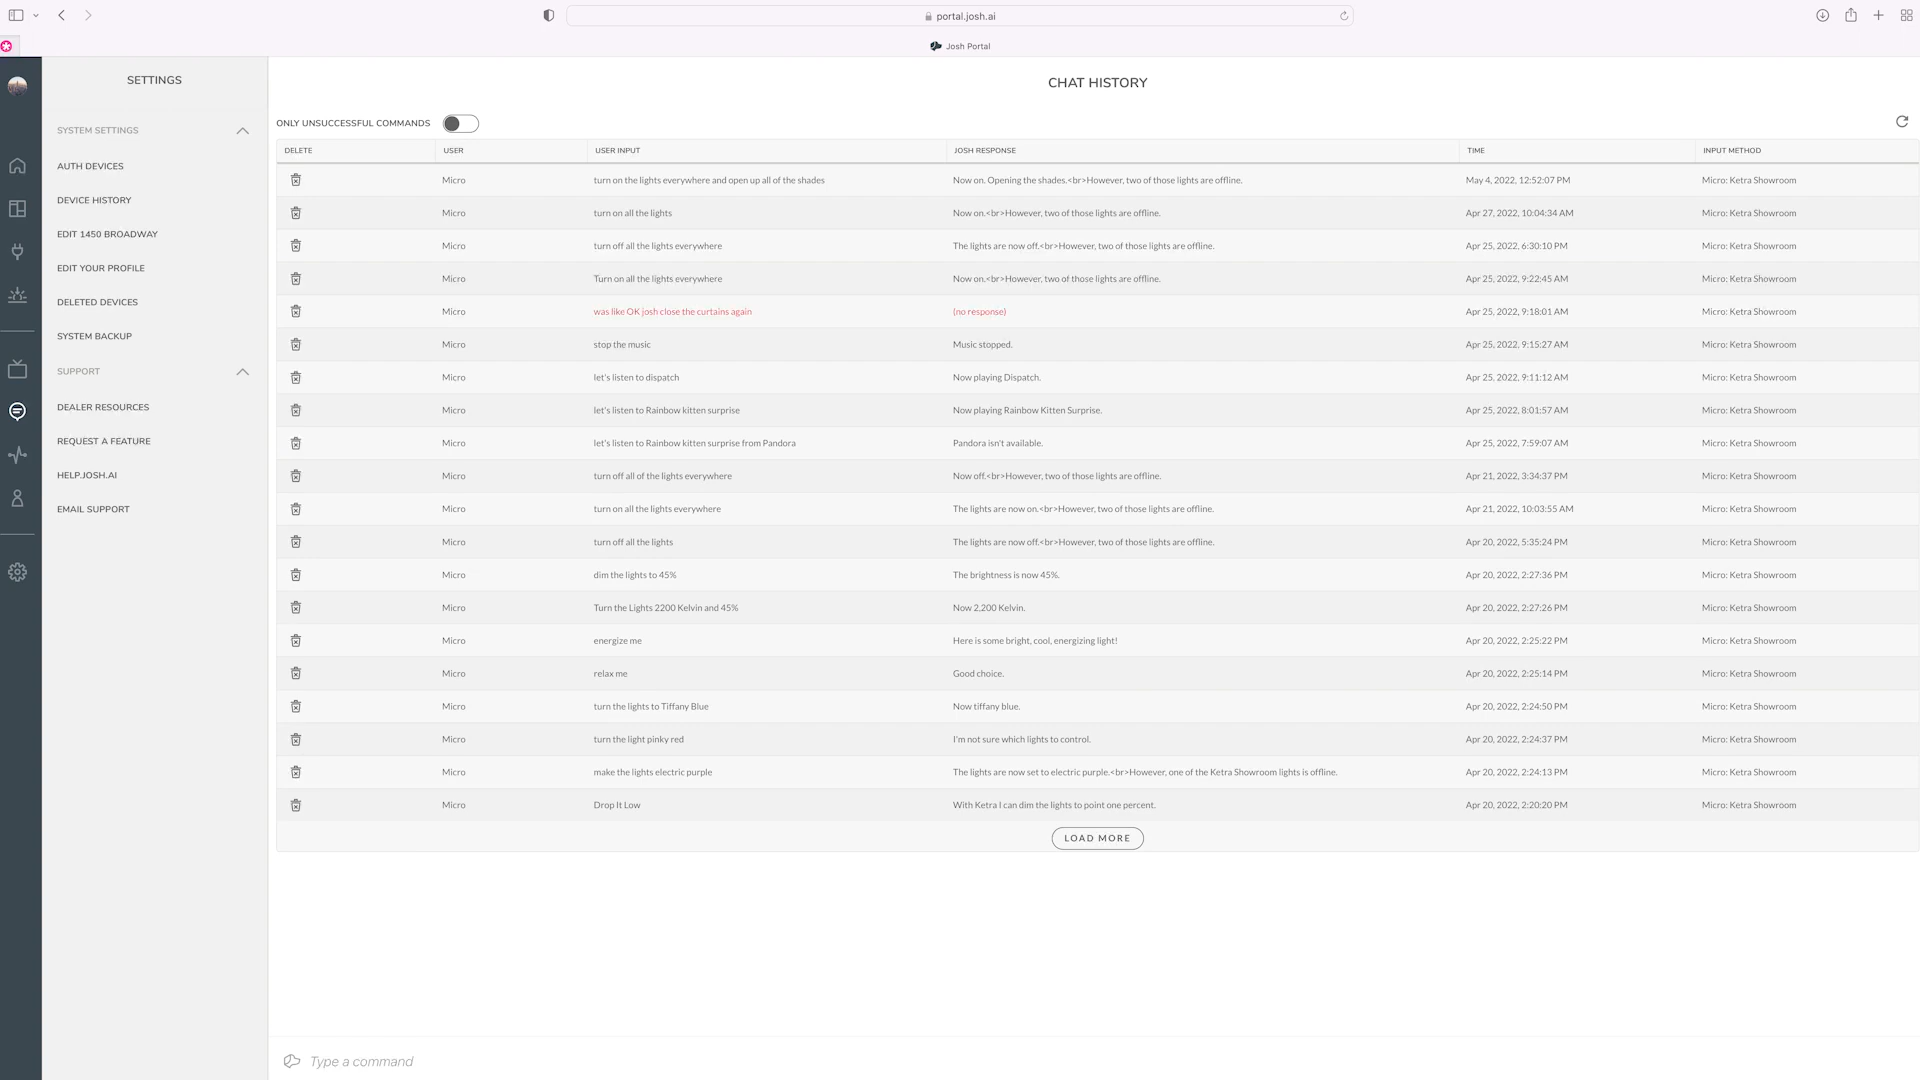 portal.josh.ai
Josh Portal
SETTINGS
CHAT HISTORY
SYSTEM SETTINGS
AUTH DEVICES
DEVICE HISTORY
EDIT 1450 BROADWAY
EDIT YOUR PROFILE
DELETED DEVICES
SYSTEM BACKUP
SUPPORT
DEALER RESOURCES
REQUEST A FEATURE
HELP.JOSH.AI
EMAIL SUPPORT
ONLY UNSUCCESSFUL COMMANDS
DELETE USER USER INPUT JOSH RESPONSE TIME INPUT METHOD
Micro turn on the lights everywhere and open up all of the shades Now on. Opening the shades.<br>However, two of those lights are offline. May 4, 2022, 12:52:07 PM Micro: Ketra Showroom
Micro turn on all the lights Now on.<br>However, two of those lights are offline. Apr 27, 2022, 10:04:34 AM Micro: Ketra Showroom
Micro turn off all the lights everywhere The lights are now off.<br>However, two of those lights are offline. Apr 25, 2022, 6:30:10 PM Micro: Ketra Showroom
Micro Turn on all the lights everywhere Now on.<br>However, two of those lights are offline. Apr 25, 2022, 9:22:45 AM Micro: Ketra Showroom
Micro was like OK josh close the curtains again (no response) Apr 25, 2022, 9:18:01 AM Micro: Ketra Showroom
Micro stop the music Music stopped. Apr 25, 2022, 9:15:27 AM Micro: Ketra Showroom
Micro let's listen to dispatch Now playing Dispatch. Apr 25, 2022, 9:11:12 AM Micro: Ketra Showroom
Micro let's listen to Rainbow kitten surprise Now playing Rainbow Kitten Surprise. Apr 25, 2022, 8:01:57 AM Micro: Ketra Showroom
Micro let's listen to Rainbow kitten surprise from Pandora Pandora isn't available. Apr 25, 2022, 7:59:07 AM Micro: Ketra Showroom
Micro turn off all of the lights everywhere Now off.<br>However, two of those lights are offline. Apr 21, 2022, 3:34:37 PM Micro: Ketra Showroom
Micro turn on all the lights everywhere The lights are now on.<br>However, two of those lights are offline. Apr 21, 2022, 10:03:55 AM Micro: Ketra Showroom
Micro turn off all the lights The lights are now off.<br>However, two of those lights are offline. Apr 20, 2022, 5:35:24 PM Micro: Ketra Showroom
Micro dim the lights to 45% The brightness is now 45%. Apr 20, 2022, 2:27:36 PM Micro: Ketra Showroom
Micro Turn the Lights 2200 Kelvin and 45% Now 2,200 Kelvin. Apr 20, 2022, 2:27:26 PM Micro: Ketra Showroom
Micro energize me Here is some bright, cool, energizing light! Apr 20, 2022, 2:25:22 PM Micro: Ketra Showroom
Micro relax me Good choice. Apr 20, 2022, 2:25:14 PM Micro: Ketra Showroom
Micro turn the lights to Tiffany Blue Now tiffany blue. Apr 20, 2022, 2:24:50 PM Micro: Ketra Showroom
Micro turn the light pinky red I'm not sure which lights to control. Apr 20, 2022, 2:24:37 PM Micro: Ketra Showroom
Micro make the lights electric purple The lights are now set to electric purple.<br>However, one of the Ketra Showroom lights is offline. Apr 20, 2022, 2:24:13 PM Micro: Ketra Showroom
Micro Drop It Low With Ketra I can dim the lights to point one percent. Apr 20, 2022, 2:20:20 PM Micro: Ketra Showroom
LOAD MORE
Type a command